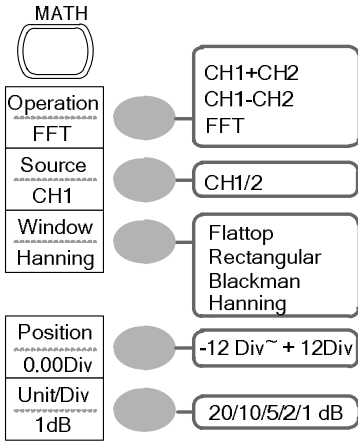 MATH
Operation
FFT
CH1+CH2
CH1-CH2
FFT
Source
CH1
CH1/2
Window
Hanning
Flattop
Rectangular
Blackman
Hanning
Position
0.00Div
-12 Div~ + 12Div
Unit/Div
1dB
20/10/5/2/1 dB